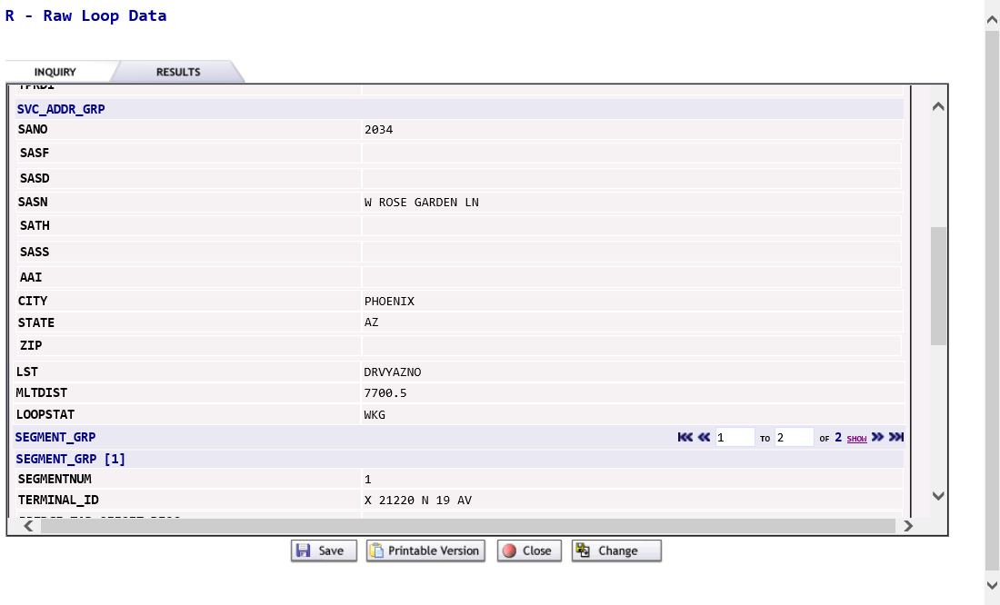 R - Raw Loop Data
INQUIRY RESULTS
SVC_ADDR_GRP
SANO 2034
SASF
SASD
SASN W ROSE GARDEN LN
SATH
SASS
AAI
CITY PHOENIX
STATE AZ
ZIP
LST DRVYAZNO
MLTDIST 7700.5
LOOPSTAT WKG
SEGMENT_GRP 1 TO 2 OF 2 SHOW
SEGMENT_GRP [1]
SEGMENTNUM 1
TERMINAL_ID X 21220 N 19 AV
Save Printable Version Close Change